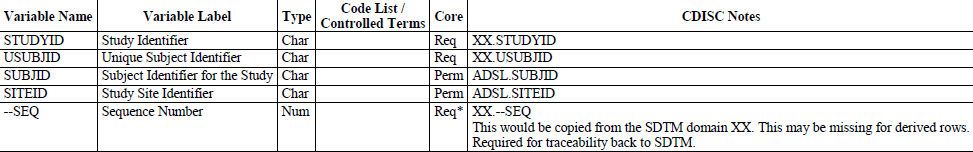 Variable Name Variable Label Type Code List / Controlled Terms Core CDISC Notes
STUDYID Study Identifier Char Req XX.STUDYID
USUBJID Unique Subject Identifier Char Req XX.USUBJID
SUBJID Subject Identifier for the Study Char Perm ADSL.SUBJID
SITEID Study Site Identifier Char Perm ADSL.SITEID
--SEQ Sequence Number Num Req* XX.--SEQ
This would be copied from the SDTM domain XX. This may be missing for derived rows.
Required for traceability back to SDTM.